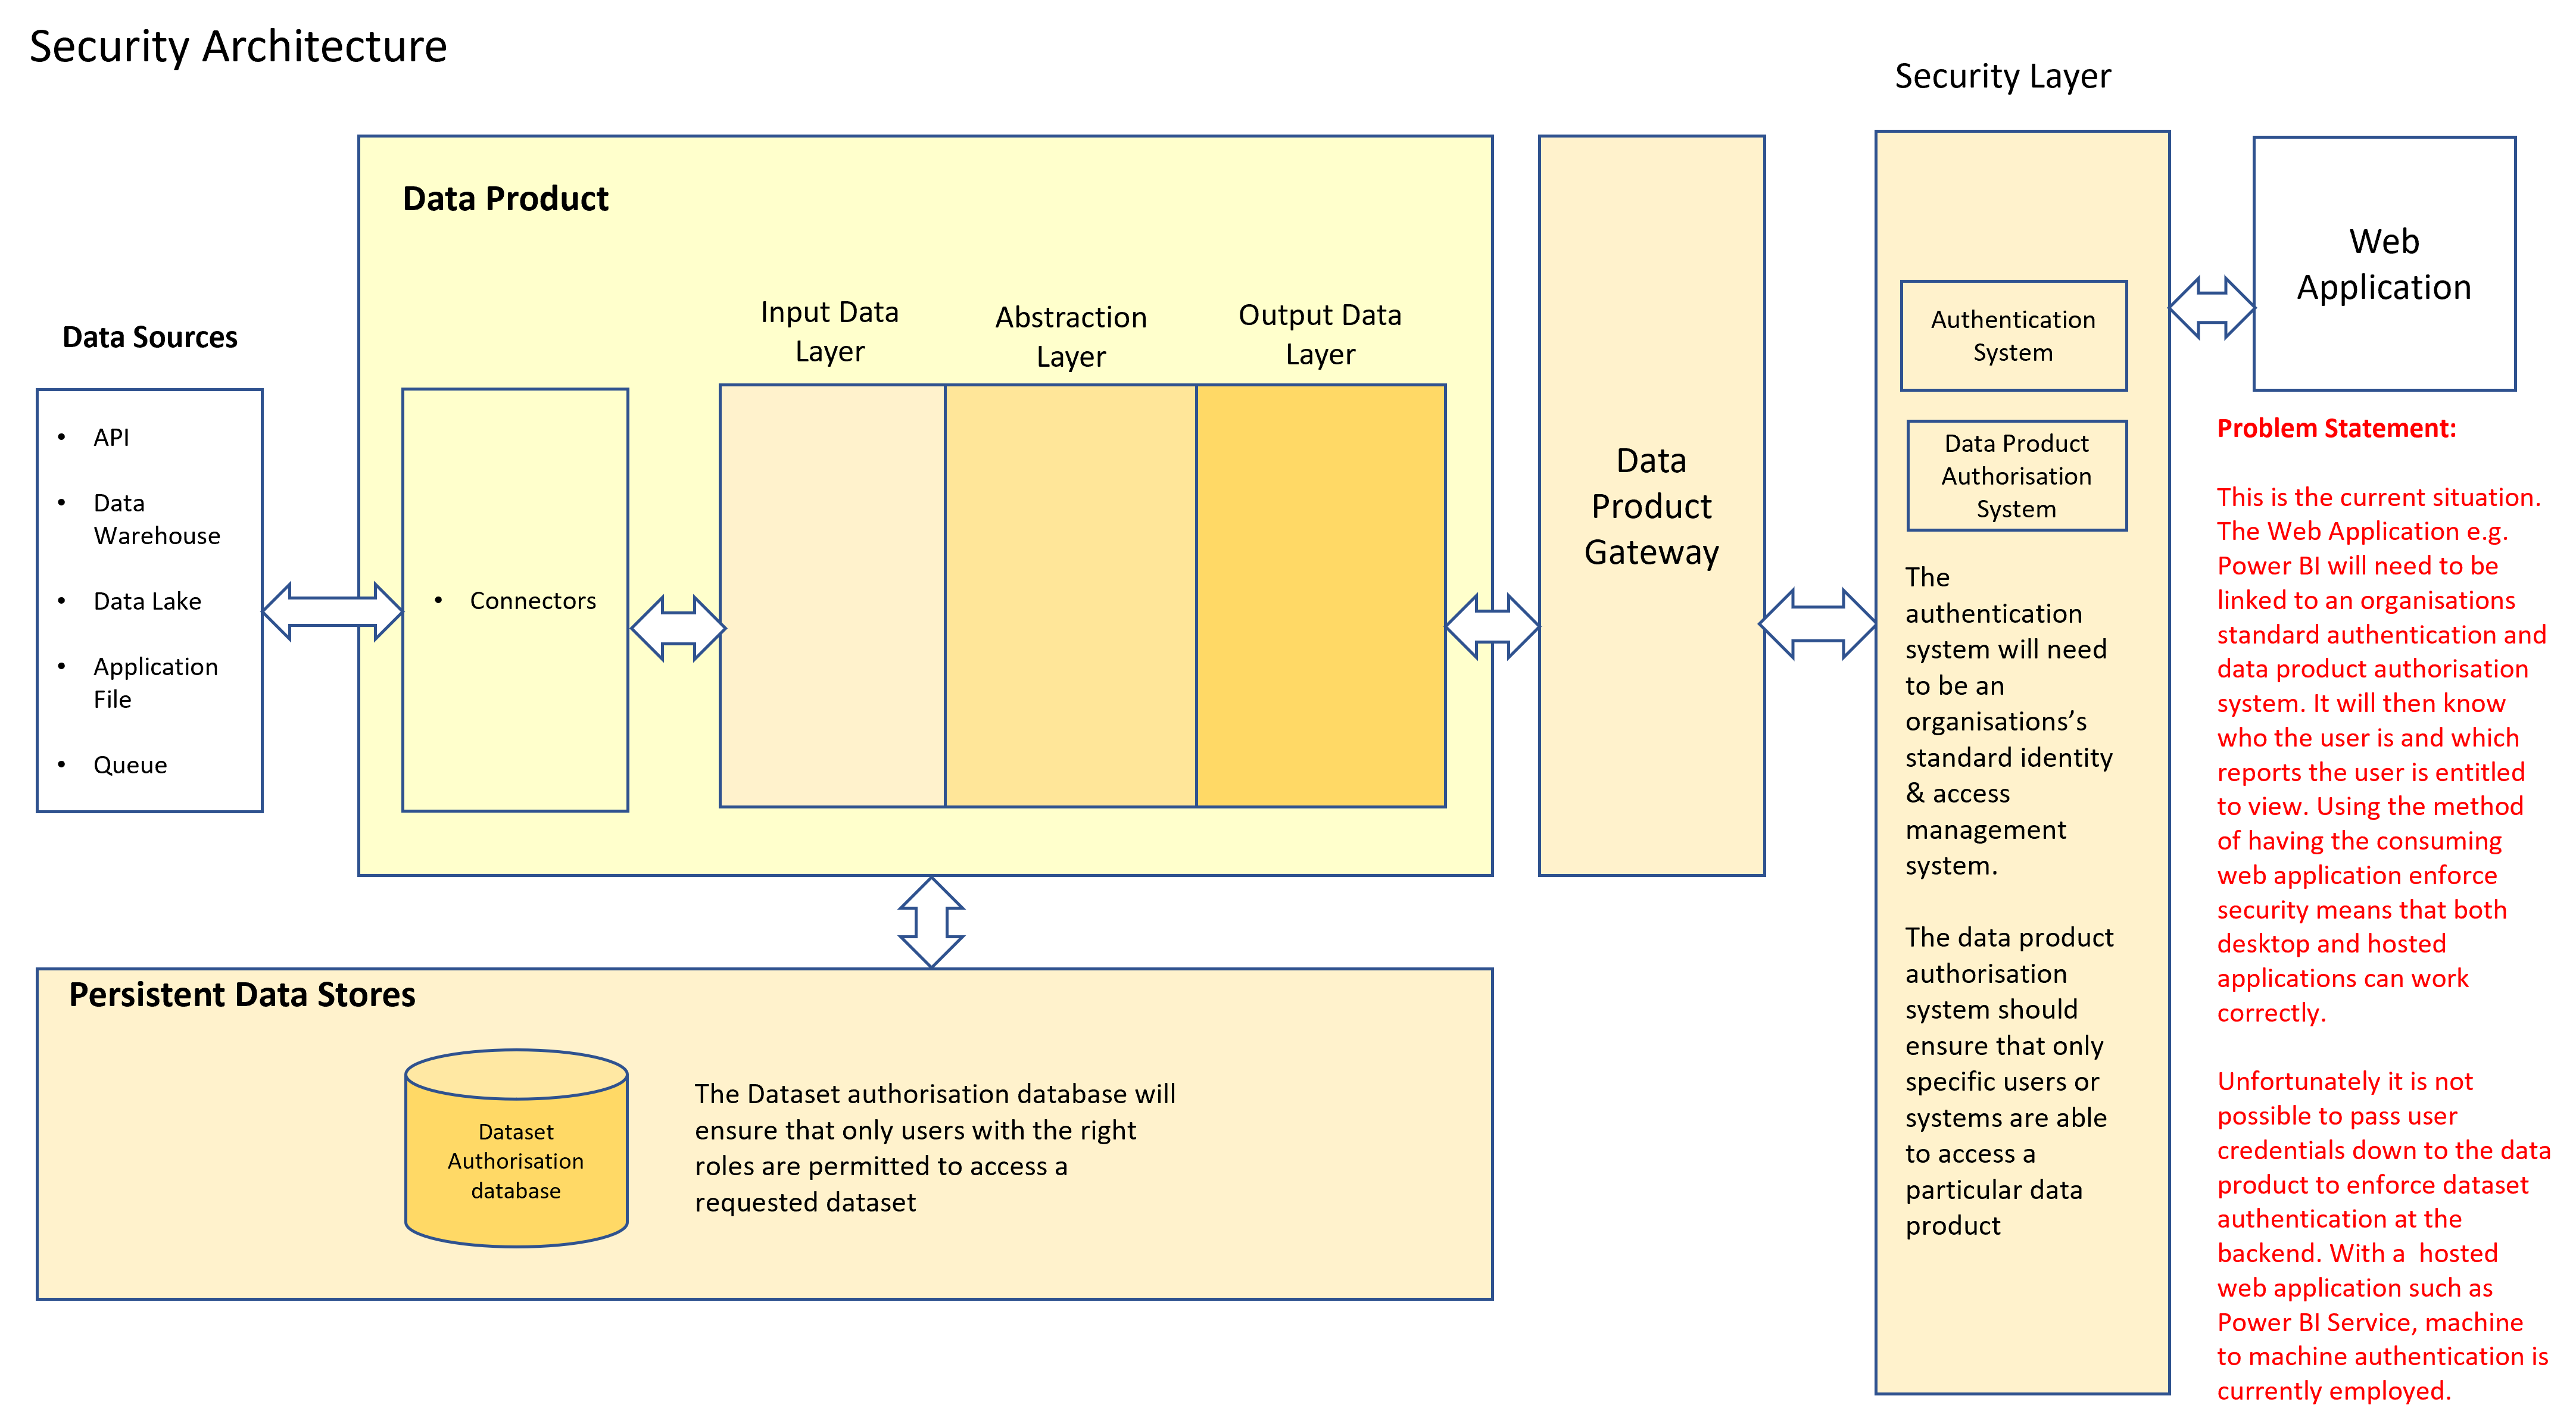 Security Architecture
Security Layer
Data Product
Web
Application
Input Data
Layer
Abstraction
Layer
Output Data
Layer
Data Sources
• API
• Data
Warehouse
• Data Lake
• Application
File
• Queue
• Connectors
Data
Product
Gateway
Authentication
System
Data Product
Authorisation
System
The
authentication
system will need
to be an
organisations’s
standard identity
& access
management
system.
The data product
authorisation
system should
ensure that only
specific users or
systems are able
to access a
particular data
product
Problem Statement:
This is the current situation.
The Web Application e.g.
Power BI will need to be
linked to an organisations
standard authentication and
data product authorisation
system. It will then know
who the user is and which
reports the user is entitled
to view. Using the method
of having the consuming
web application enforce
security means that both
desktop and hosted
applications can work
correctly.
Unfortunately it is not
possible to pass user
credentials down to the data
product to enforce dataset
authentication at the
backend. With a  hosted
web application such as
Power BI Service, machine
to machine authentication is
currently employed.
Persistent Data Stores
Dataset
Authorisation
database
The Dataset authorisation database will
ensure that only users with the right
roles are permitted to access a
requested dataset